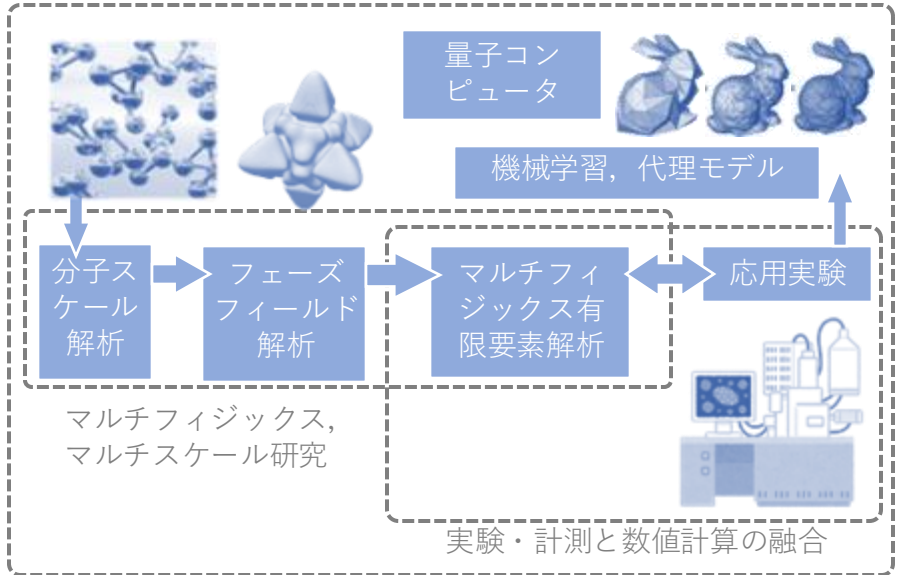 量子コン
ピュータ
機械学習，代理モデル
分子ス
ケール
解析
フェーズ
フィールド
解析
マルチフィ
ジックス有
限要素解析
応用実験
マルチフィジックス，
マルチスケール研究
実験・計測と数値計算の融合